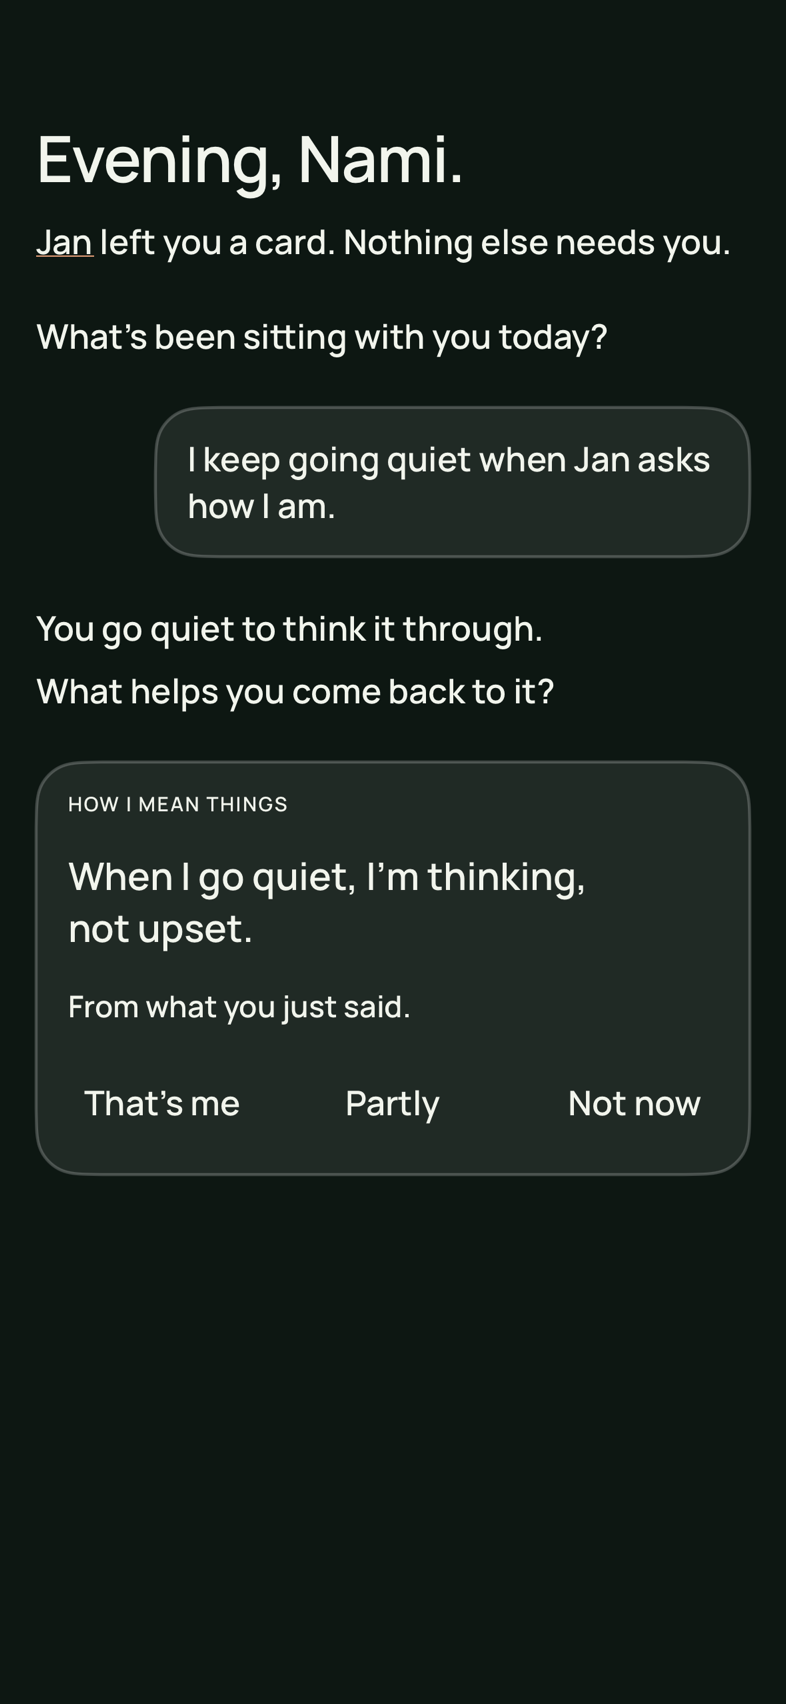 Evening, Nami.
Jan left you a card. Nothing else needs you.
What’s been sitting with you today?
I keep going quiet when Jan asks
how I am.
You go quiet to think it through.
What helps you come back to it?
HOW I MEAN THINGS
When I go quiet, I’m thinking,
not upset.
From what you just said.
That’s me Partly Not now